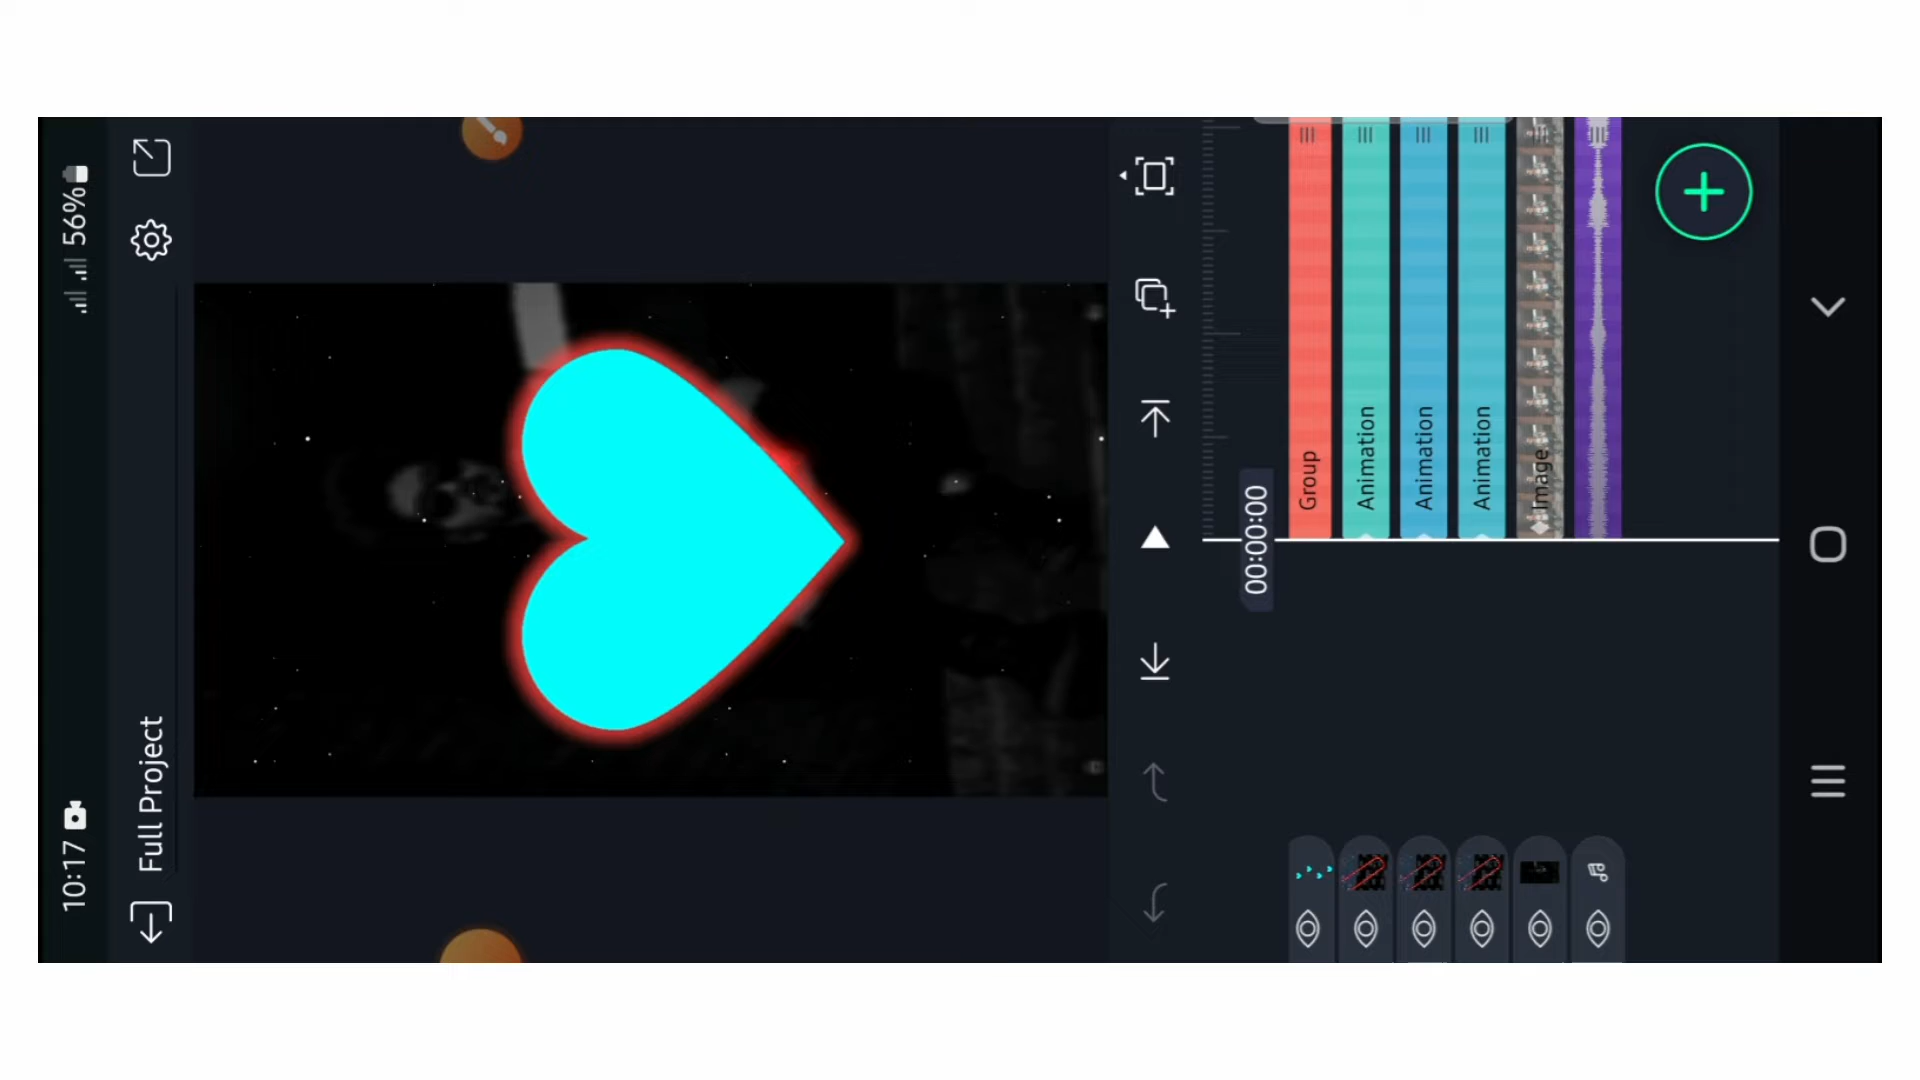 10:17
56%
Full Project
00:00:00
Group
Animation
Animation
Animation
Image